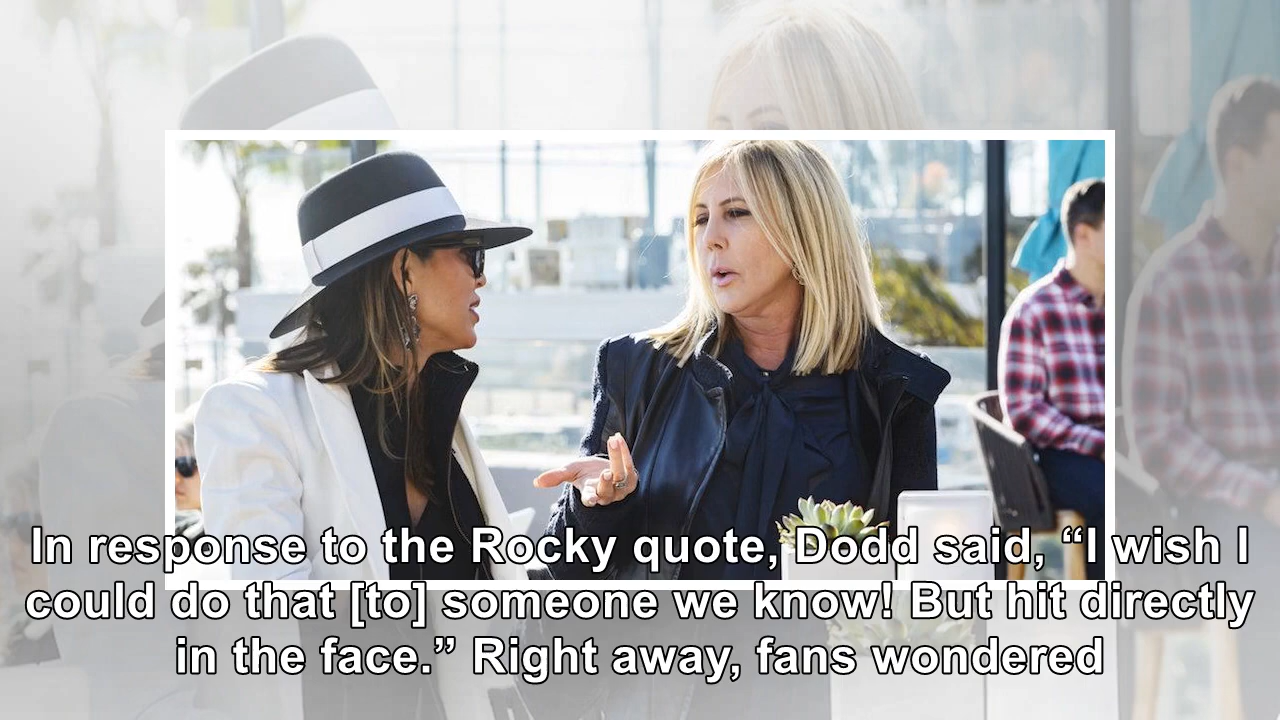 In response to the Rocky quote, Dodd said, “I wish I
could do that [to] someone we know! But hit directly
in the face.” Right away, fans wondered